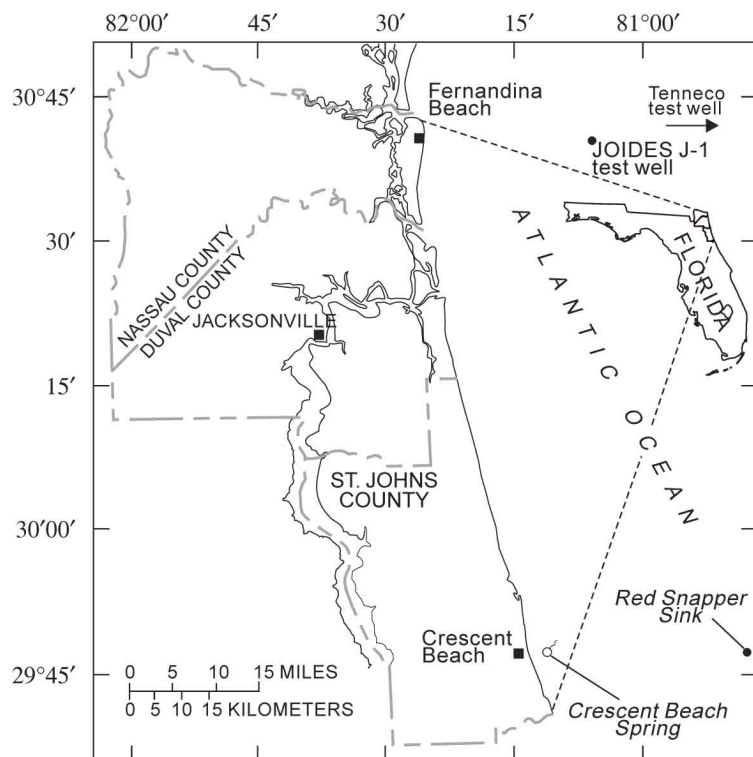 82°00′ 45′ 30′ 15′ 81°00′
30°45′
Fernandina
Beach
Tenneco
test well
JOIDES J-1
test well
30′
ATLANTIC OCEAN
FLORIDA
NASSAU COUNTY
DUVAL COUNTY
JACKSONVILLE
15′
ST. JOHNS
COUNTY
30°00′
Red Snapper
Sink
Crescent
Beach
29°45′
0 5 10 15 MILES
0 5 10 15 KILOMETERS
Crescent Beach
Spring